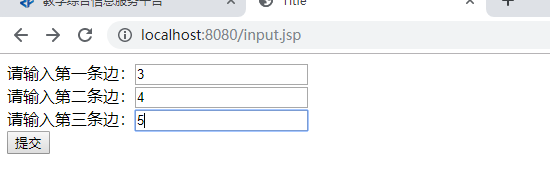 教学综合信息服务平台
Title
localhost:8080/input.jsp
请输入第一条边：3
请输入第二条边：4
请输入第三条边：5
提交